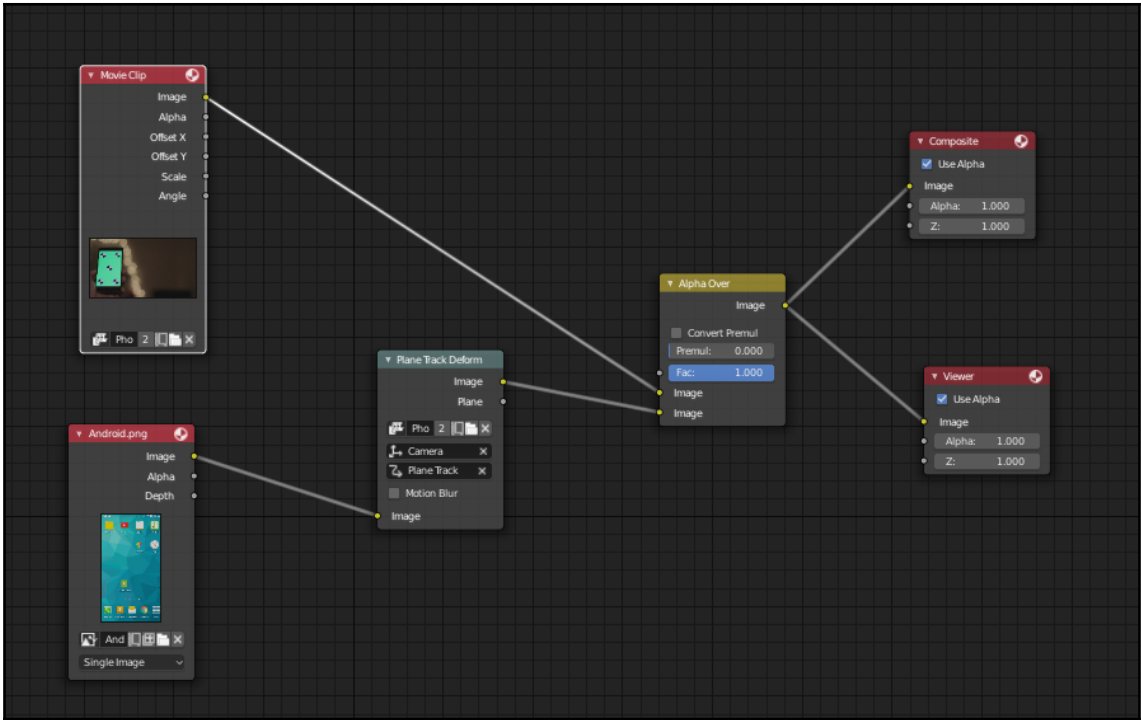 Movie Clip
Image
Alpha
Offset X
Offset Y
Scale
Angle
Pho 2
Android.png
Image
Alpha
Depth
And
Single Image
Plane Track Deform
Image
Plane
Pho 2
Camera
Plane Track
Motion Blur
Image
Alpha Over
Image
Convert Premul
Premul: 0.000
Fac: 1.000
Image
Image
Composite
Use Alpha
Image
Alpha: 1.000
Z: 1.000
Viewer
Use Alpha
Image
Alpha: 1.000
Z: 1.000